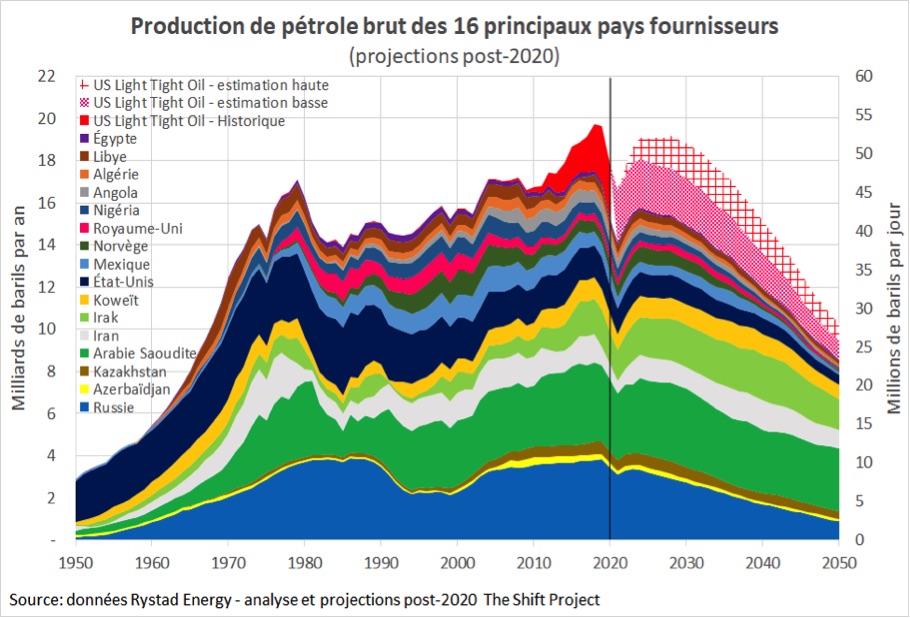 Production de pétrole brut des 16 principaux pays fournisseurs
(projections post-2020)
Milliards de barils par an
22
20
18
16
14
12
10
8
6
4
2
-
US Light Tight Oil - estimation haute
US Light Tight Oil - estimation basse
US Light Tight Oil - Historique
Égypte
Libye
Algérie
Angola
Nigéria
Royaume-Uni
Norvège
Mexique
État-Unis
Koweït
Irak
Iran
Arabie Saoudite
Kazakhstan
Azerbaïdjan
Russie
60
55
50
45
40
35
30
25
20
15
10
5
0
Millions de barils par jour
1950 1960 1970 1980 1990 2000 2010 2020 2030 2040 2050
Source: données Rystad Energy - analyse et projections post-2020 The Shift Project